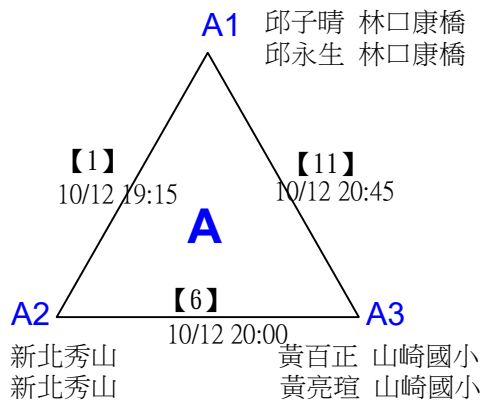 A1 邱子晴 林口康橋
邱永生 林口康橋
【1】 【11】
10/12 19:15 10/12 20:45
A
【6】
A2 A3
10/12 20:00
新北秀山 黃百正 山崎國小
新北秀山 黃亮瑄 山崎國小